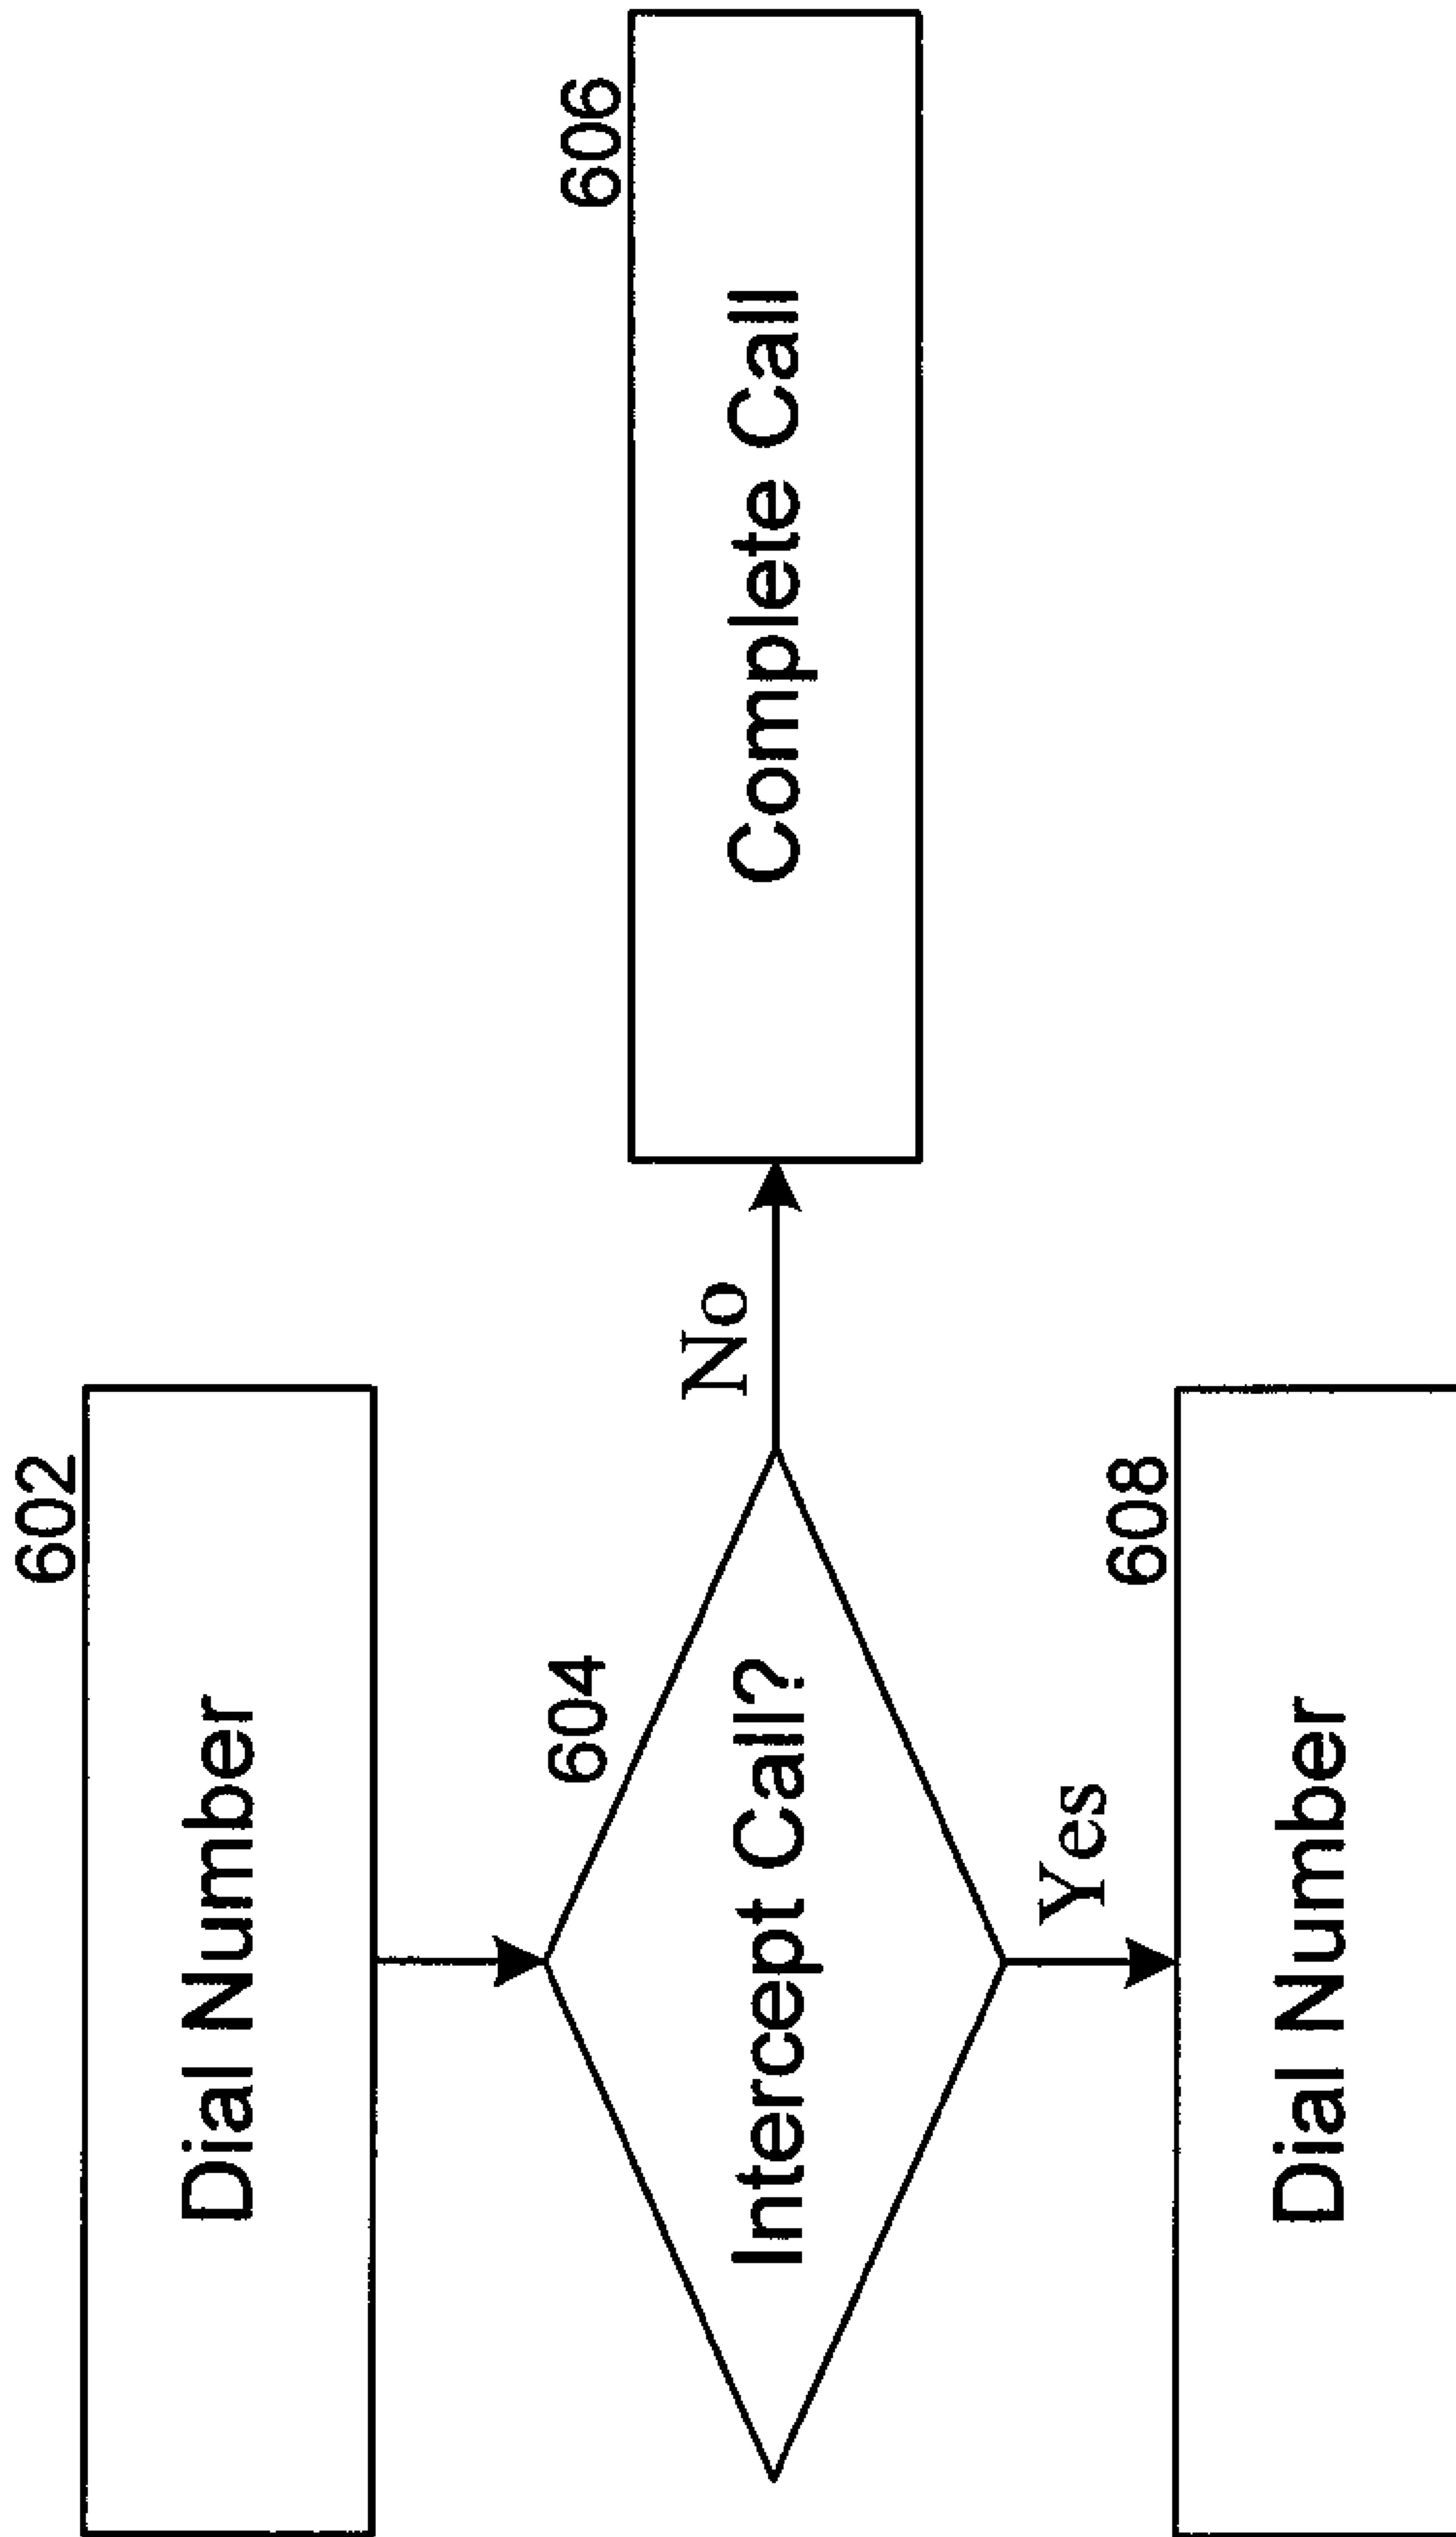 602
Dial Number
604
Intercept Call?
No
606
Complete Call
Yes
608
Dial Number